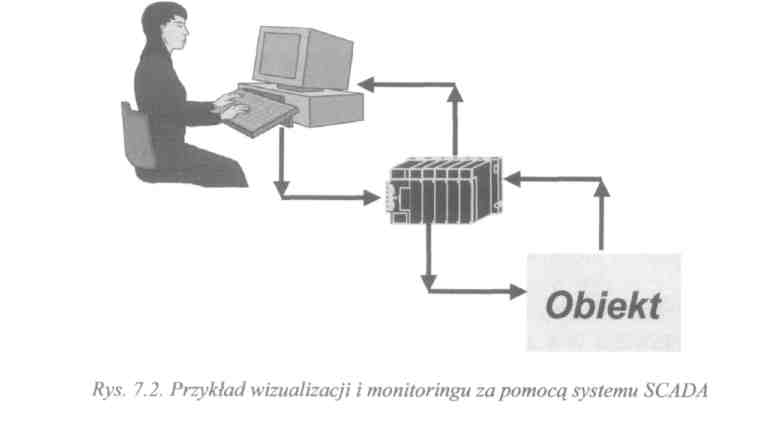 Obiekt
Rys. 7.2. Przykład wizualizacji i monitoringu za pomocą systemu SCADA